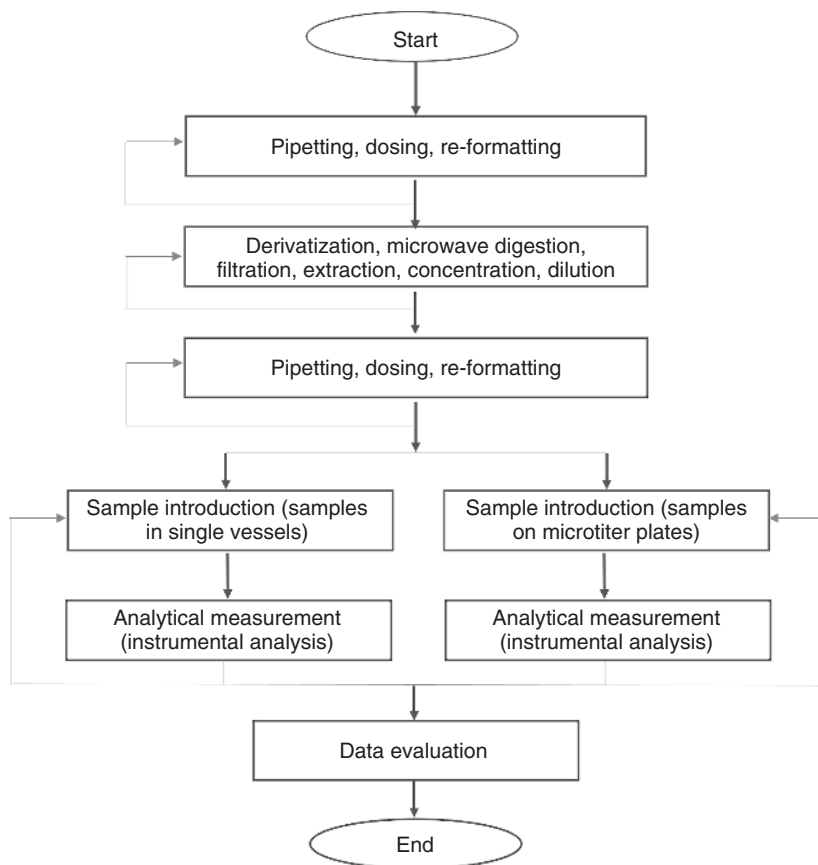 Start
Pipetting, dosing, re-formatting
Derivatization, microwave digestion,
filtration, extraction, concentration, dilution
Pipetting, dosing, re-formatting
Sample introduction (samples
in single vessels)
Sample introduction (samples
on microtiter plates)
Analytical measurement
(instrumental analysis)
Analytical measurement
(instrumental analysis)
Data evaluation
End